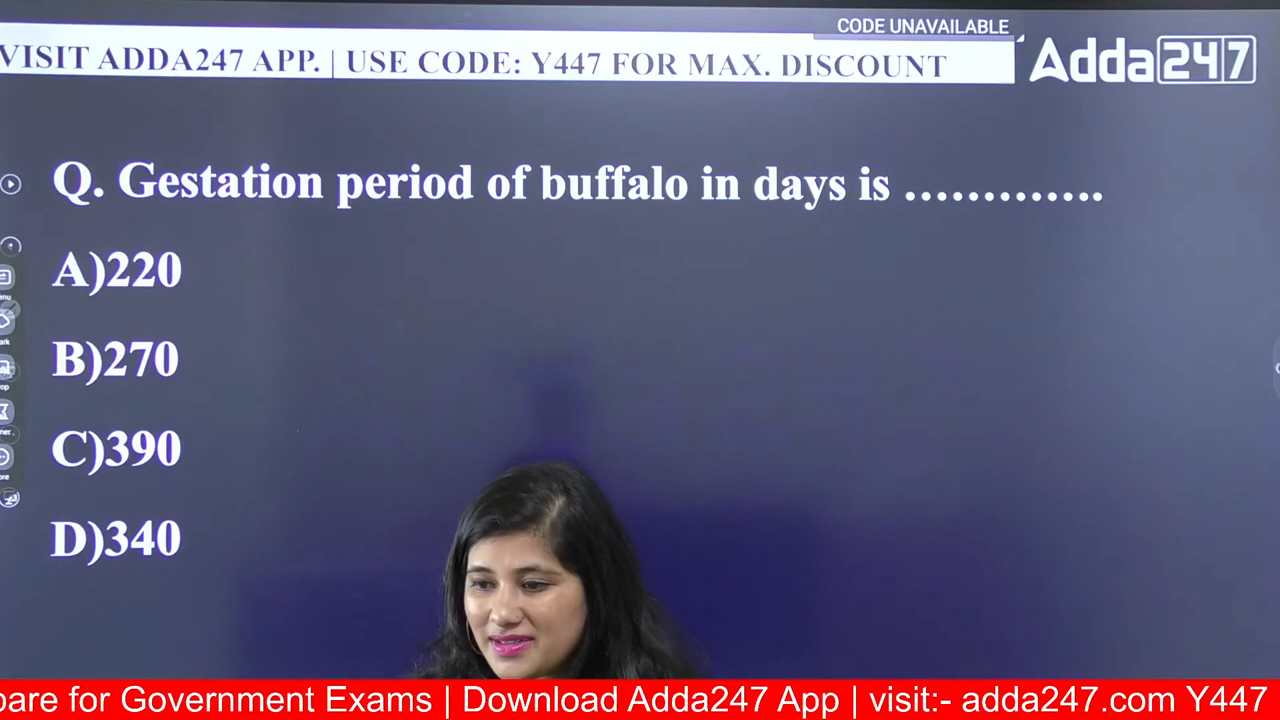 CODE UNAVAILABLE
VISIT ADDA247 APP. | USE CODE: Y447 FOR MAX. DISCOUNT
Adda247
Q. Gestation period of buffalo in days is .............
A)220
B)270
C)390
D)340
pare for Government Exams | Download Adda247 App | visit:- adda247.com Y447